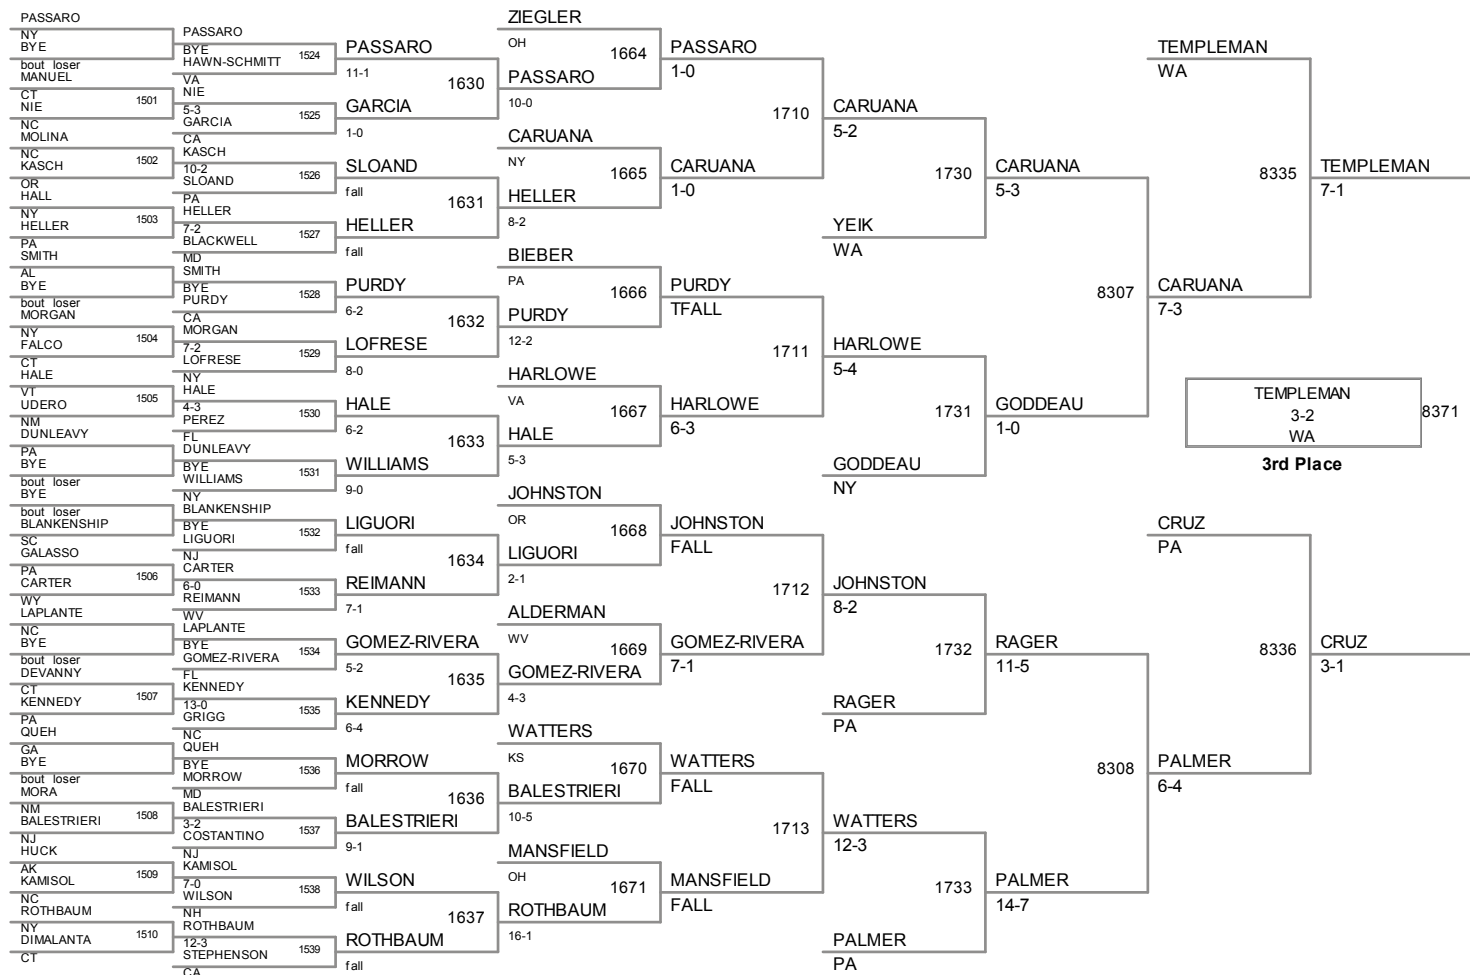 PASSARO
NY
BYE
bout loser
MANUEL
CT
1501
NIE
NC
MOLINA
NC
1502
KASCH
OR
HALL
NY
1503
HELLER
PA
SMITH
AL
BYE
bout loser
MORGAN
NY
1504
FALCO
CT
HALE
VT
1505
UDERO
NM
DUNLEAVY
PA
BYE
bout loser
BYE
bout loser
BLANKENSHIP
SC
GALASSO
PA
1506
CARTER
WY
LAPLANTE
NC
BYE
bout loser
DEVANNY
CT
1507
KENNEDY
PA
QUEH
GA
BYE
bout loser
MORA
NM
1508
BALESTRIERI
NJ
HUCK
AK
1509
KAMISOL
NC
ROTHBAUM
NY
1510
DIMALANTA
CT
PASSARO
BYE
1524
HAWN-SCHMITT
VA
NIE
5-3
1525
GARCIA
CA
KASCH
10-2
1526
SLOAND
PA
HELLER
7-2
1527
BLACKWELL
MD
SMITH
BYE
1528
PURDY
CA
MORGAN
7-2
1529
LOFRESE
NY
HALE
4-3
1530
PEREZ
FL
DUNLEAVY
BYE
1531
WILLIAMS
NY
BLANKENSHIP
BYE
1532
LIGUORI
NJ
CARTER
6-0
1533
REIMANN
WV
LAPLANTE
BYE
1534
GOMEZ-RIVERA
FL
KENNEDY
13-0
1535
GRIGG
NC
QUEH
BYE
1536
MORROW
MD
BALESTRIERI
3-2
1537
COSTANTINO
NJ
KAMISOL
7-0
1538
WILSON
NH
ROTHBAUM
12-3
1539
STEPHENSON
CA
PASSARO
11-1
1630
GARCIA
1-0
SLOAND
fall
1631
HELLER
fall
PURDY
6-2
1632
LOFRESE
8-0
HALE
6-2
1633
WILLIAMS
9-0
LIGUORI
fall
1634
REIMANN
7-1
GOMEZ-RIVERA
5-2
1635
KENNEDY
6-4
MORROW
fall
1636
BALESTRIERI
9-1
WILSON
fall
1637
ROTHBAUM
fall
ZIEGLER
OH
1664
PASSARO
10-0
CARUANA
NY
1665
HELLER
8-2
BIEBER
PA
1666
PURDY
12-2
HARLOWE
VA
1667
HALE
5-3
JOHNSTON
OR
1668
LIGUORI
2-1
ALDERMAN
WV
1669
GOMEZ-RIVERA
4-3
WATTERS
KS
1670
BALESTRIERI
10-5
MANSFIELD
OH
1671
ROTHBAUM
16-1
PASSARO
1-0
1710
CARUANA
1-0
PURDY
TFALL
1711
HARLOWE
6-3
JOHNSTON
FALL
1712
GOMEZ-RIVERA
7-1
WATTERS
FALL
1713
MANSFIELD
FALL
CARUANA
5-2
1730
YEIK
WA
HARLOWE
5-4
1731
GODDEAU
NY
JOHNSTON
8-2
1732
RAGER
PA
WATTERS
12-3
1733
PALMER
PA
CARUANA
5-3
8307
GODDEAU
1-0
RAGER
11-5
8308
PALMER
14-7
TEMPLEMAN
WA
8335
CARUANA
7-3
CRUZ
PA
8336
PALMER
6-4
TEMPLEMAN
7-1
TEMPLEMAN
3-2
8371
WA
3rd Place
CRUZ
3-1